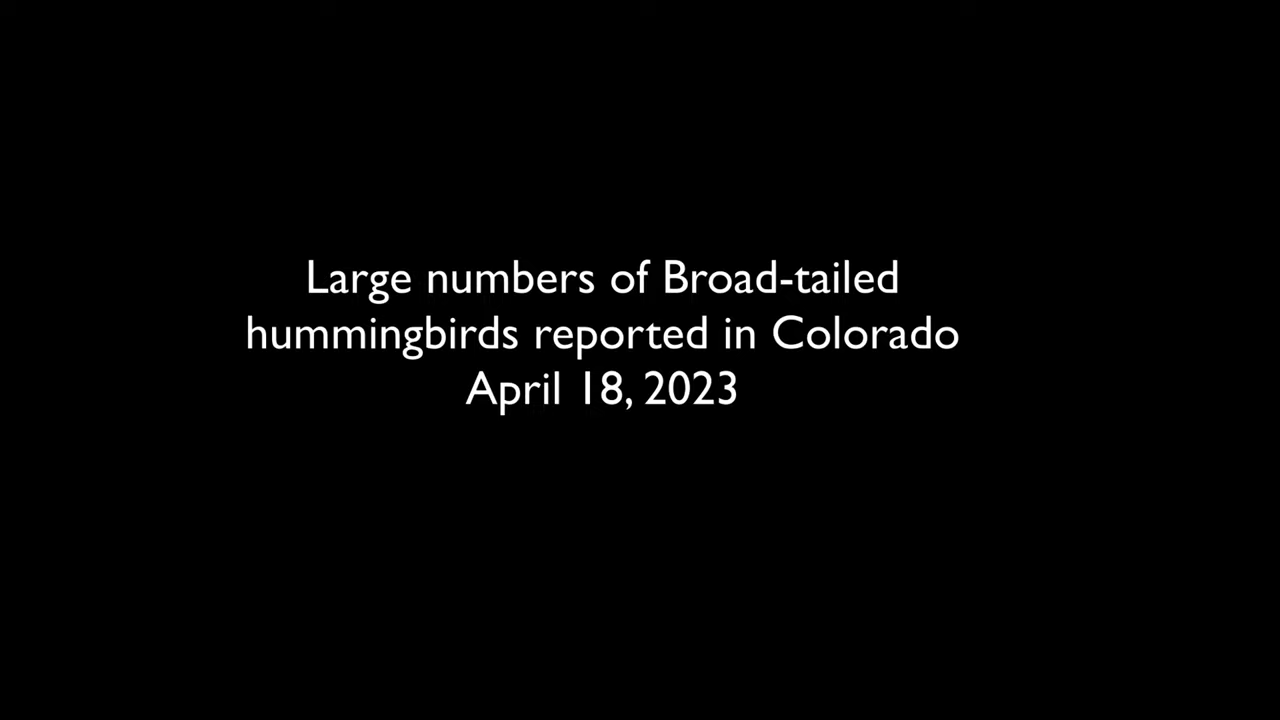 Large numbers of Broad-tailed
hummingbirds reported in Colorado
April 18, 2023